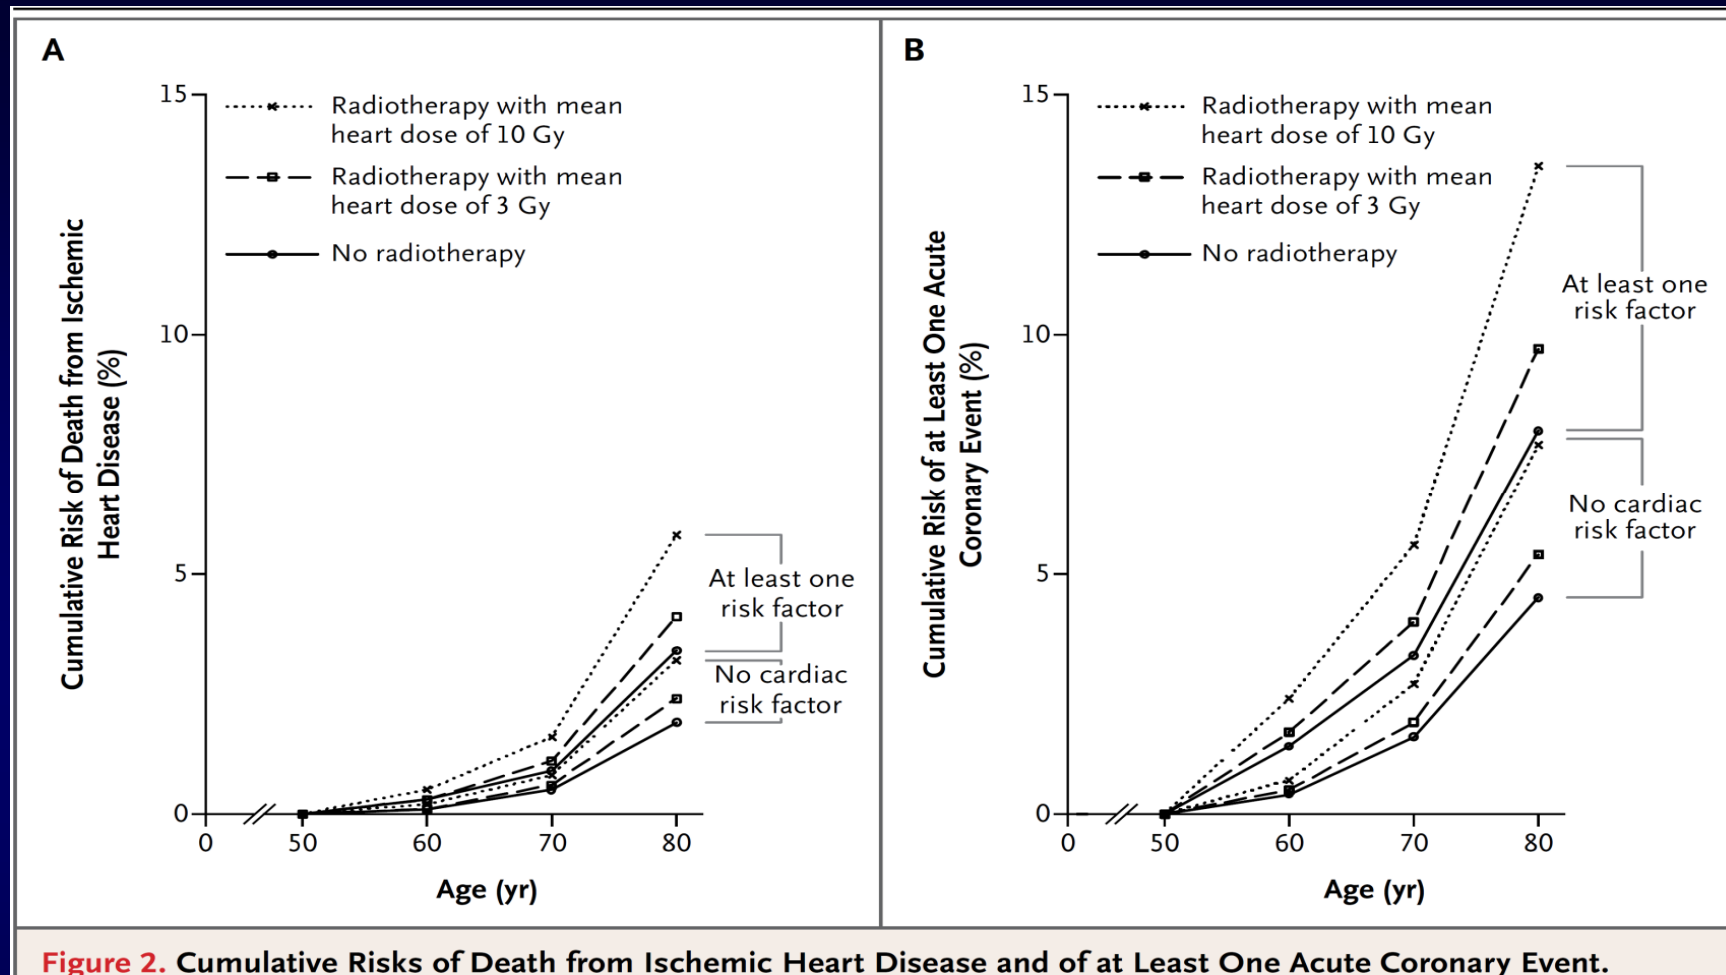 A
15
10
5
0
Radiotherapy with mean
heart dose of 10 Gy
Radiotherapy with mean
heart dose of 3 Gy
No radiotherapy
Cumulative Risk of Death from Ischemic
Heart Disease (%)
At least one
risk factor
No cardiac
risk factor
0 50 60 70 80
Age (yr)
B
15
10
5
0
Radiotherapy with mean
heart dose of 10 Gy
Radiotherapy with mean
heart dose of 3 Gy
No radiotherapy
Cumulative Risk of at Least One Acute
Coronary Event (%)
At least one
risk factor
No cardiac
risk factor
0 50 60 70 80
Age (yr)
Figure 2. Cumulative Risks of Death from Ischemic Heart Disease and of at Least One Acute Coronary Event.